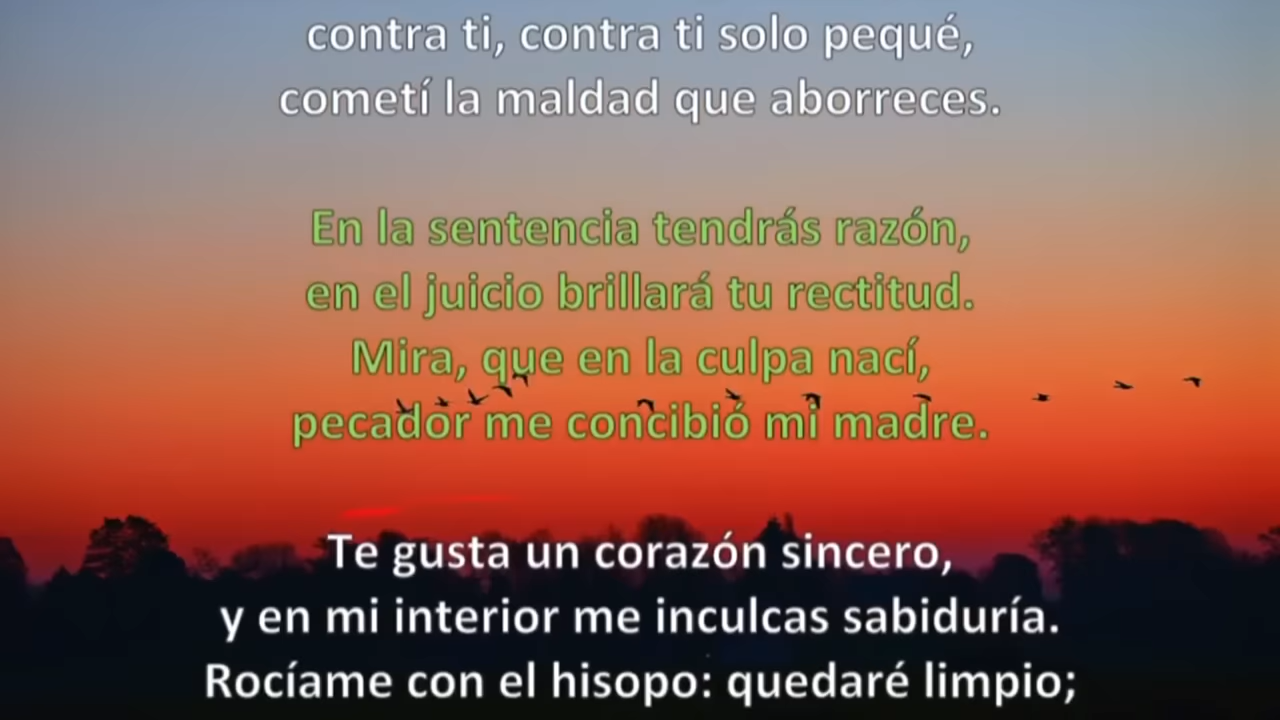 contra ti, contra ti solo pequé,
cometí la maldad que aborreces.
En la sentencia tendrás razón,
en el juicio brillará tu rectitud.
Mira, que en la culpa nací,
pecador me concibió mi madre.
Te gusta un corazón sincero,
y en mi interior me inculcas sabiduría.
Rocíame con el hisopo: quedaré limpio;